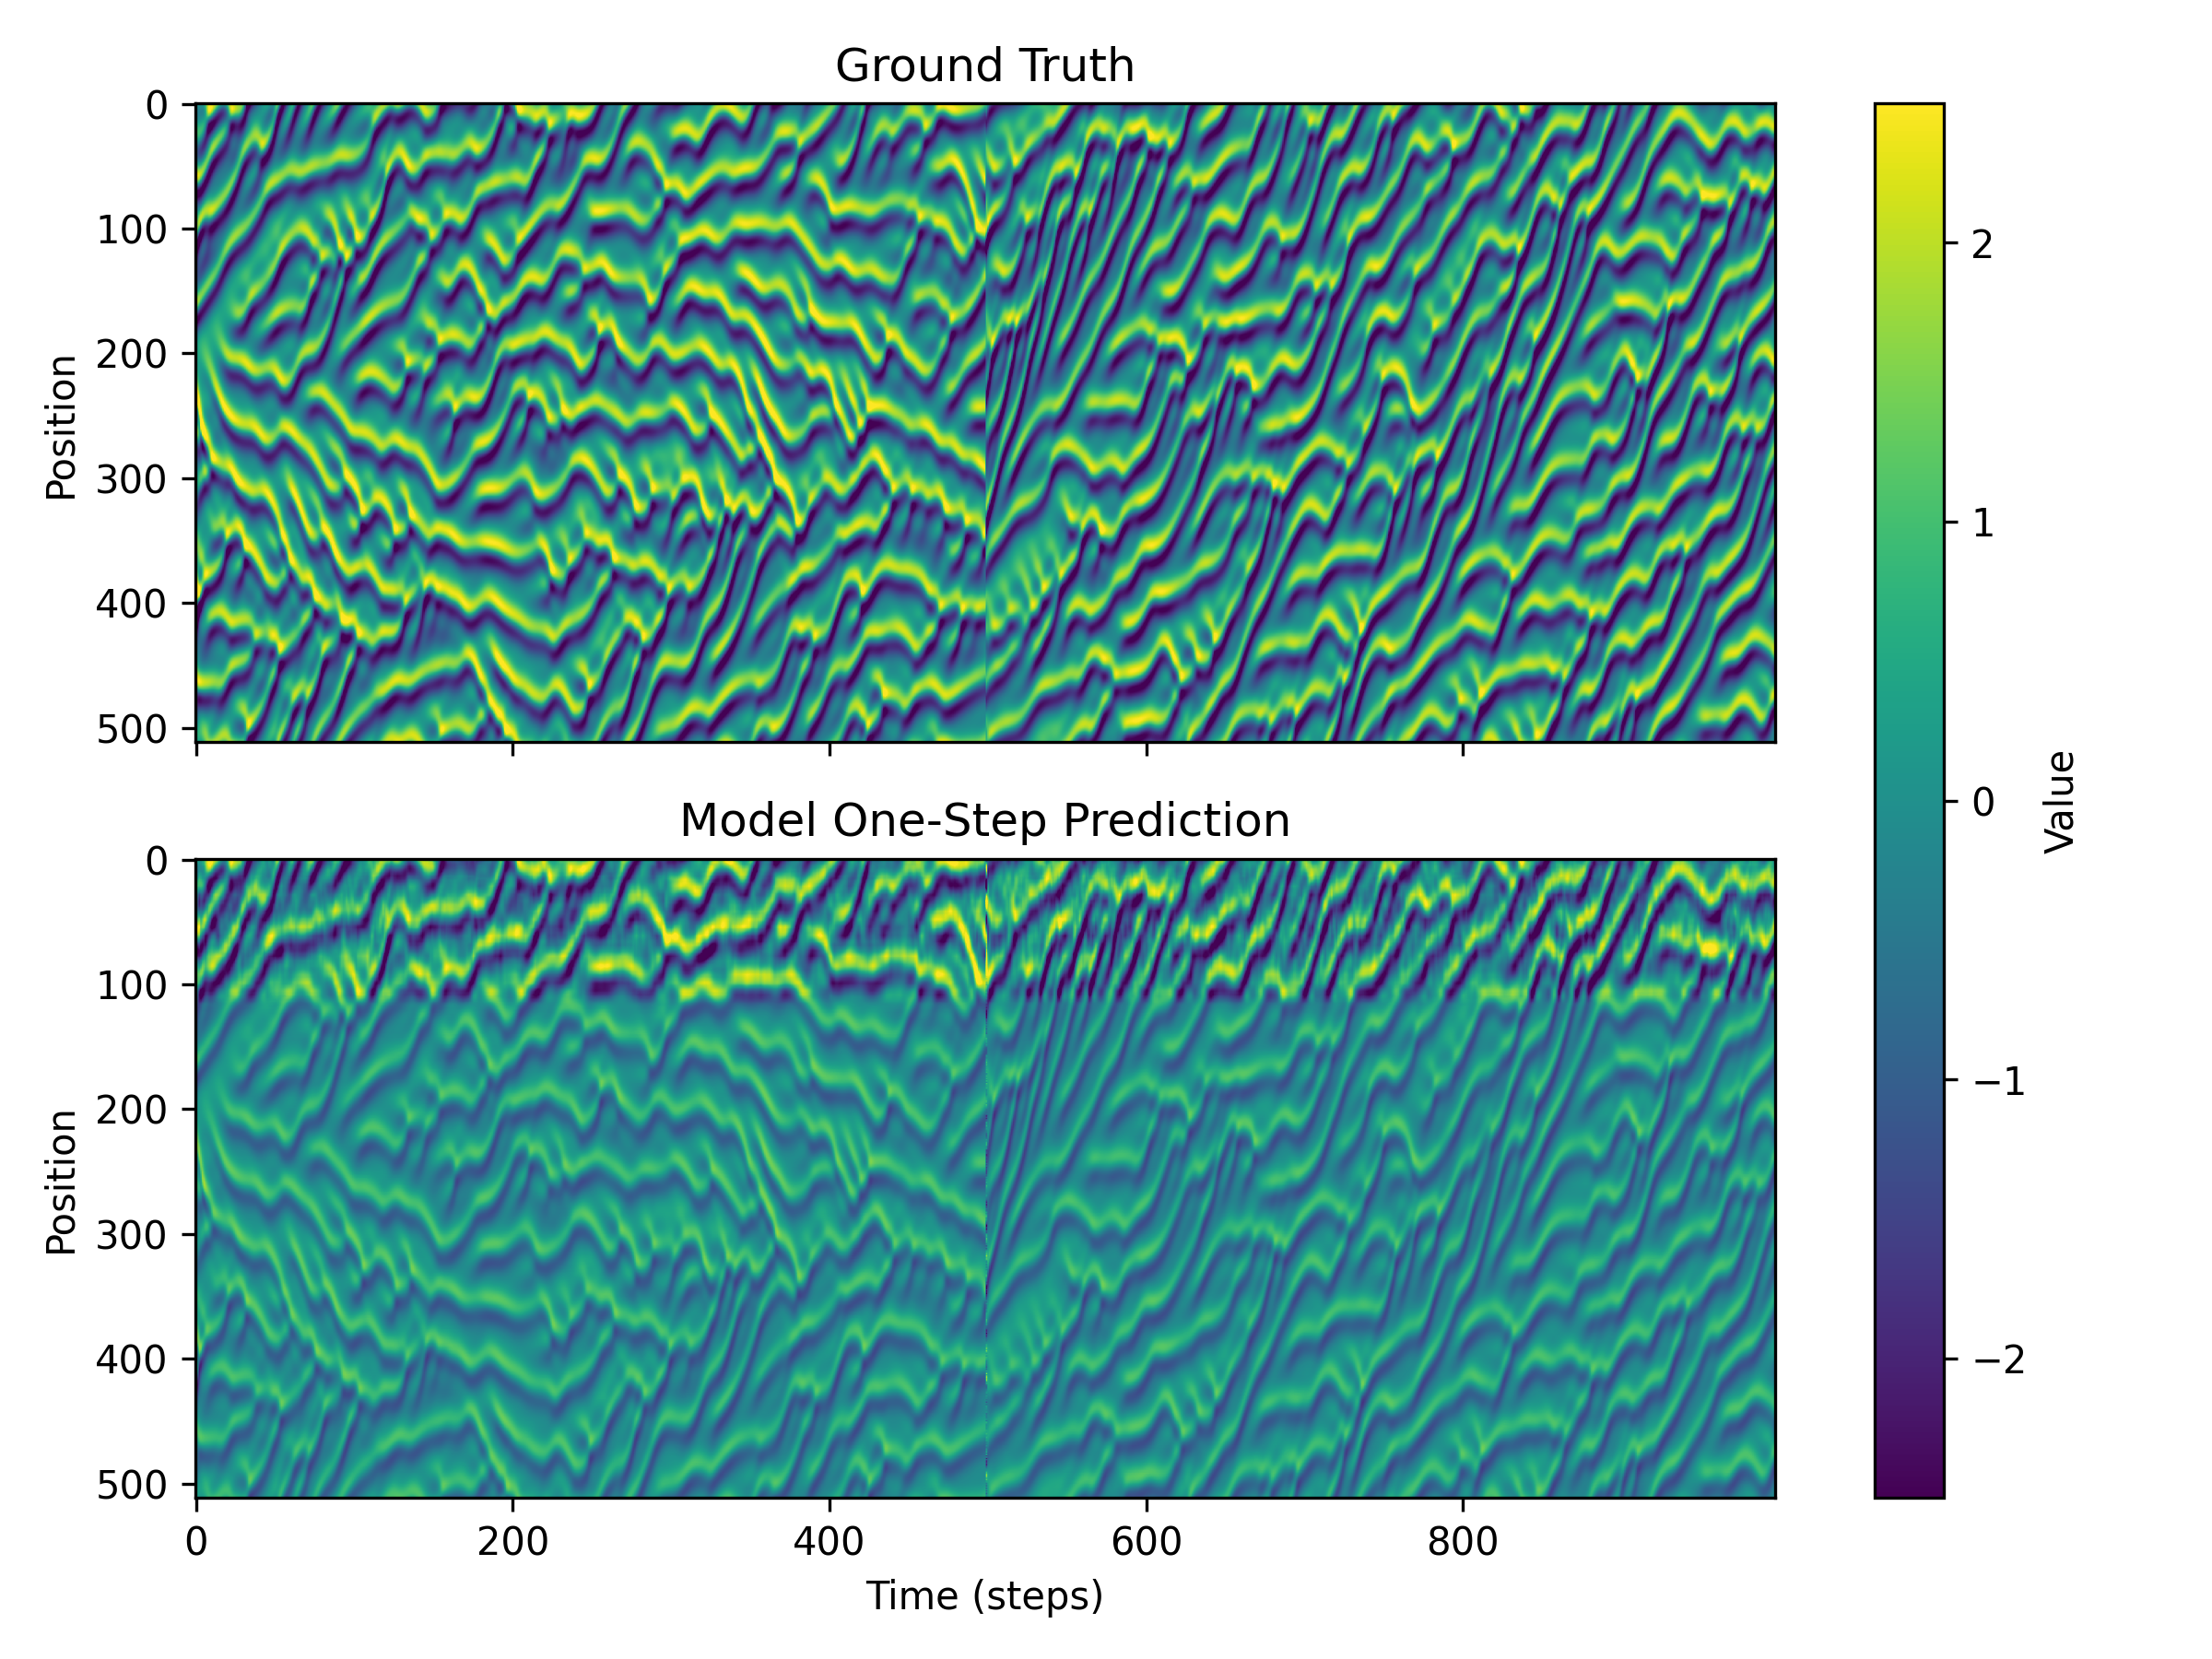 Ground Truth
0
100
200
300
400
500
Position
Model One-Step Prediction
0
100
200
300
400
500
Position
0 200 400 600 800
Time (steps)
2
1
0
−1
−2
Value